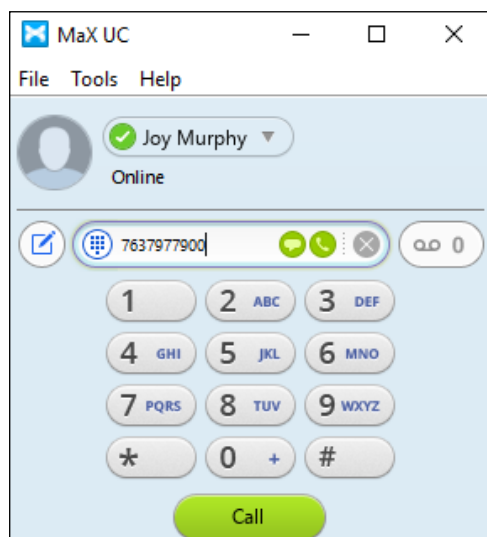 MaX UC
File Tools Help
Joy Murphy
Online
7637977900 0
1 2 ABC 3 DEF
4 GHI 5 JKL 6 MNO
7 PQRS 8 TUV 9 WXYZ
* 0 + #
Call